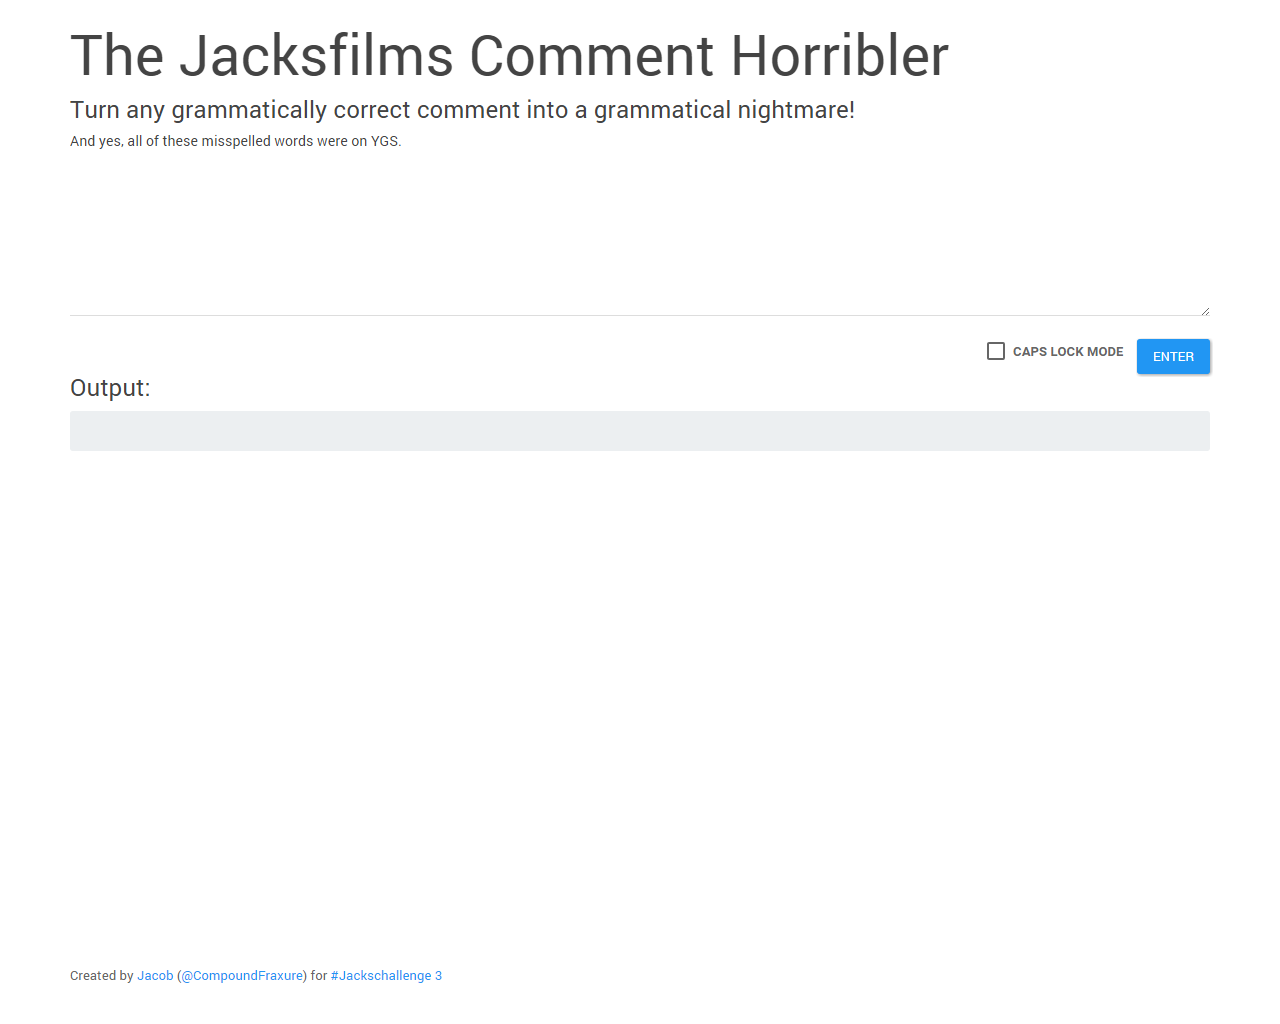 The Jacksfilms Comment Horribler
Turn any grammatically correct comment into a grammatical nightmare!
And yes, all of these misspelled words were on YGS.
CAPS LOCK MODE
ENTER
Output:
Created by Jacob (@CompoundFraxure) for #Jackschallenge 3